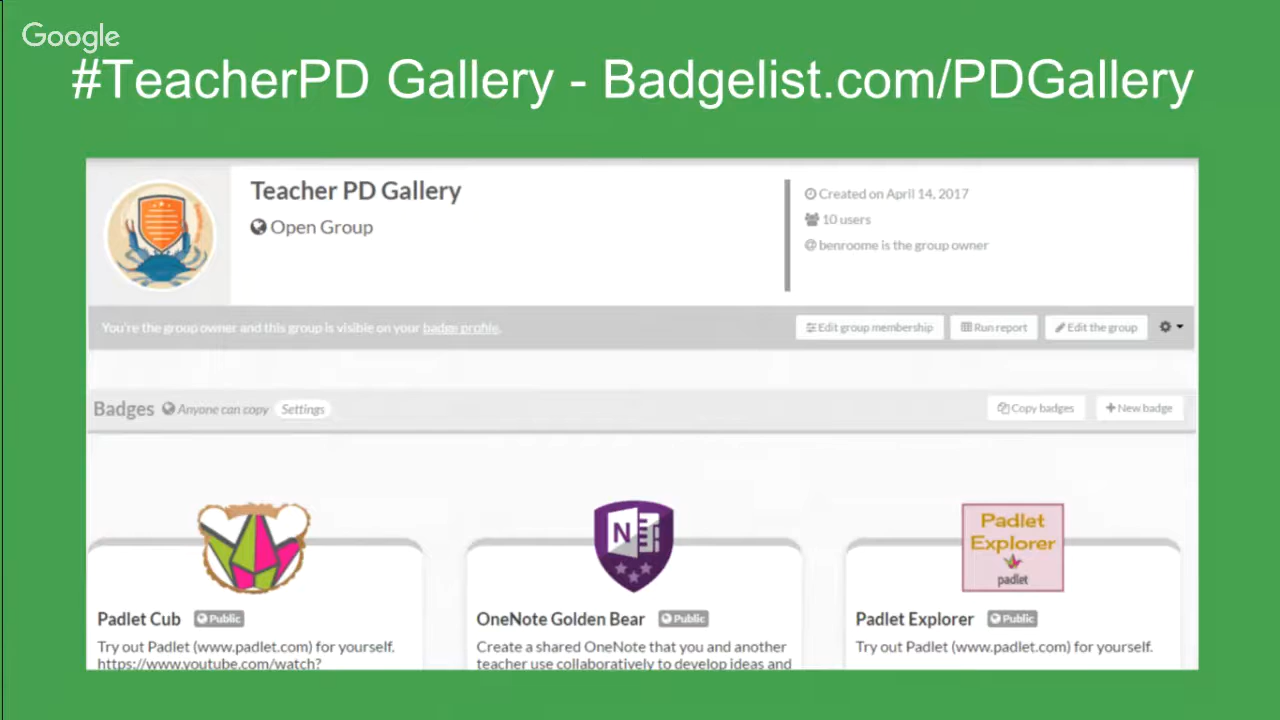 Google
#TeacherPD Gallery - Badgelist.com/PDGallery
Teacher PD Gallery
Open Group
Created on April 14, 2017
10 users
@benroome is the group owner
You're the group owner and this group is visible on your badge profile.
Edit group membership
Run report
Edit the group
Badges Anyone can copy Settings
Copy badges
New badge
N
Padlet
Explorer
padlet
Padlet Cub Public
Try out Padlet (www.padlet.com) for yourself.
https://www.youtube.com/watch?
OneNote Golden Bear Public
Create a shared OneNote that you and another
teacher use collaboratively to develop ideas and
Padlet Explorer Public
Try out Padlet (www.padlet.com) for yourself.